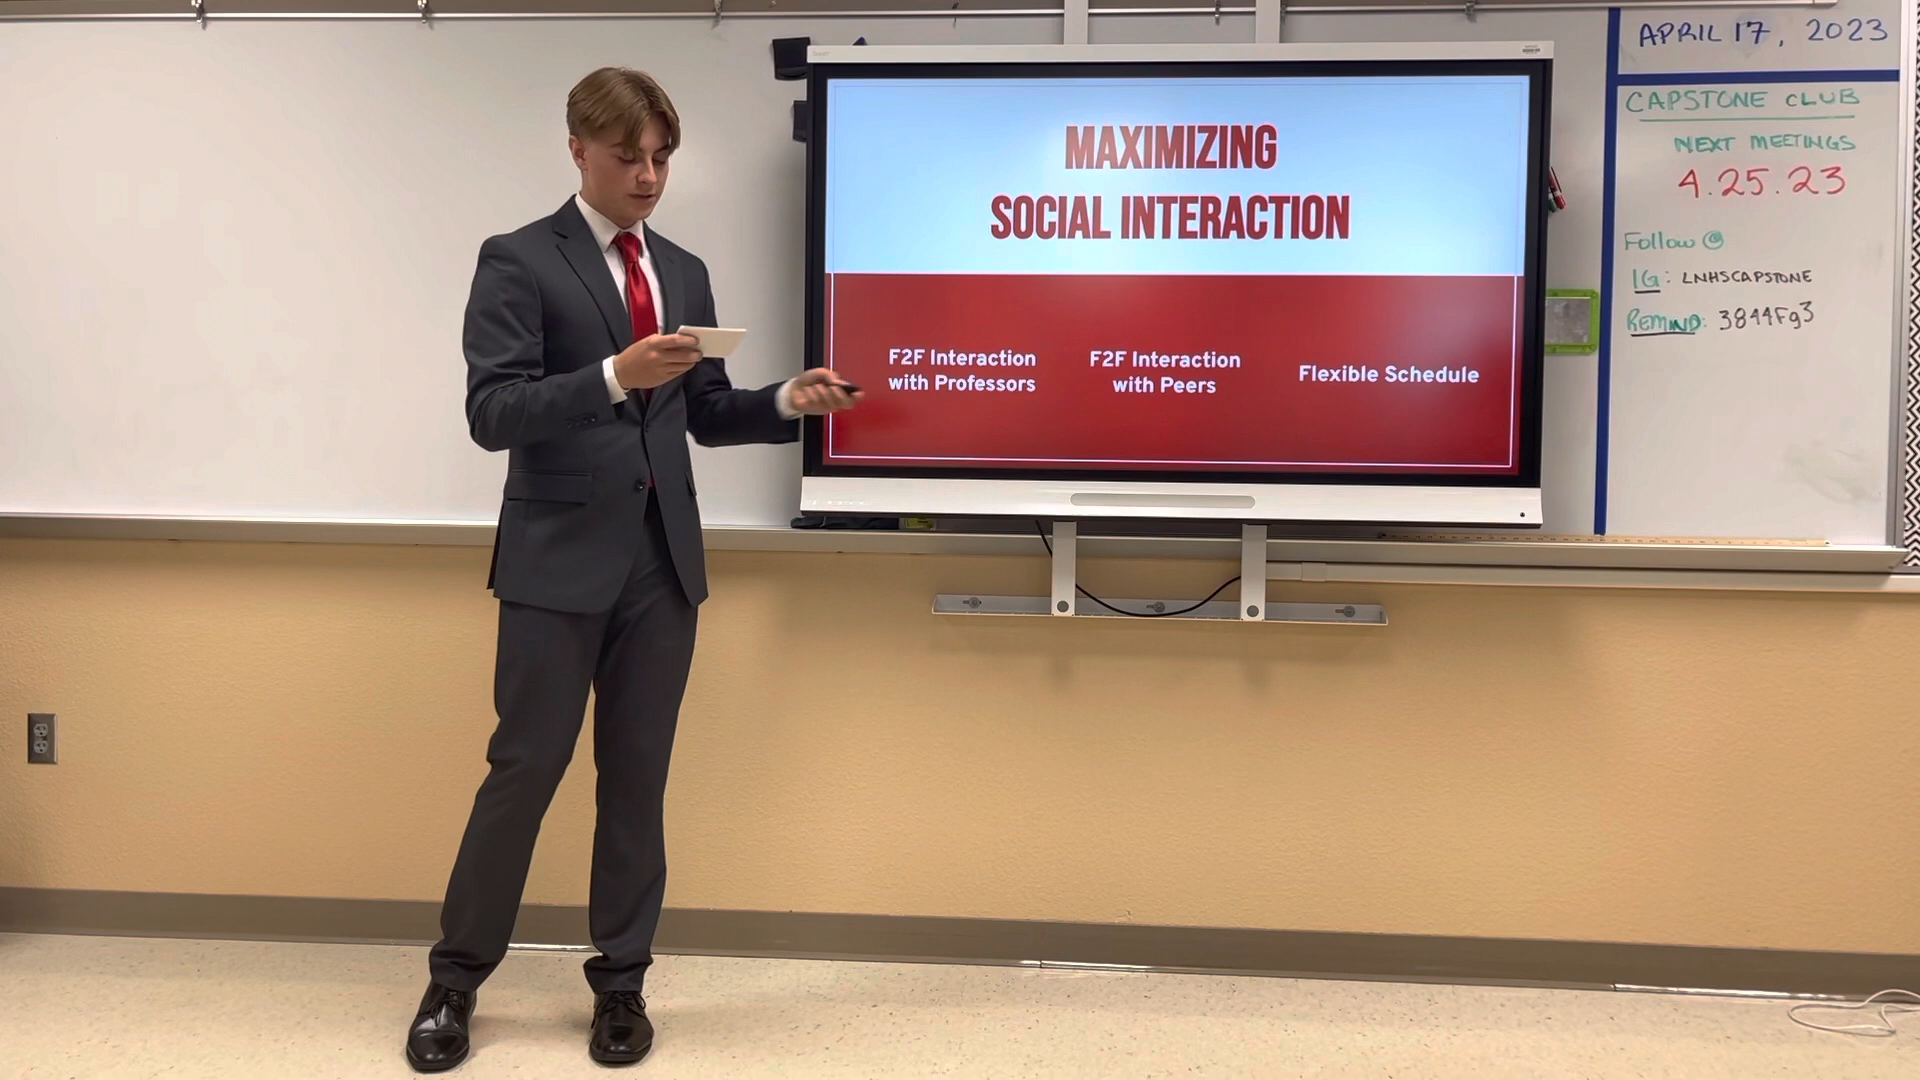 MAXIMIZING
SOCIAL INTERACTION
F2F Interaction
with Professors
F2F Interaction
with Peers
Flexible Schedule
APRIL 17, 2023
CAPSTONE CLUB
NEXT MEETINGS
4.25.23
Follow @
IG: LNHSCAPSTONE
REMIND: 3844Fg3